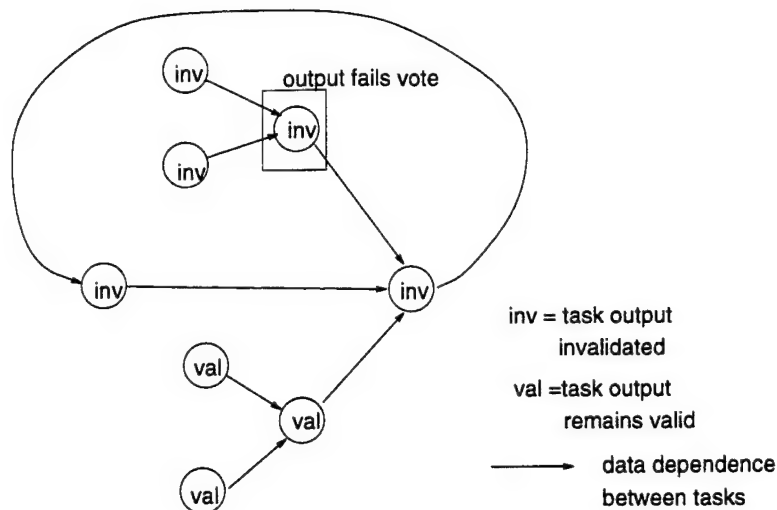 inv
output fails vote
inv
inv
inv
inv
inv = task output
invalidated
val
val =task output
remains valid
val
data dependence
val
between tasks